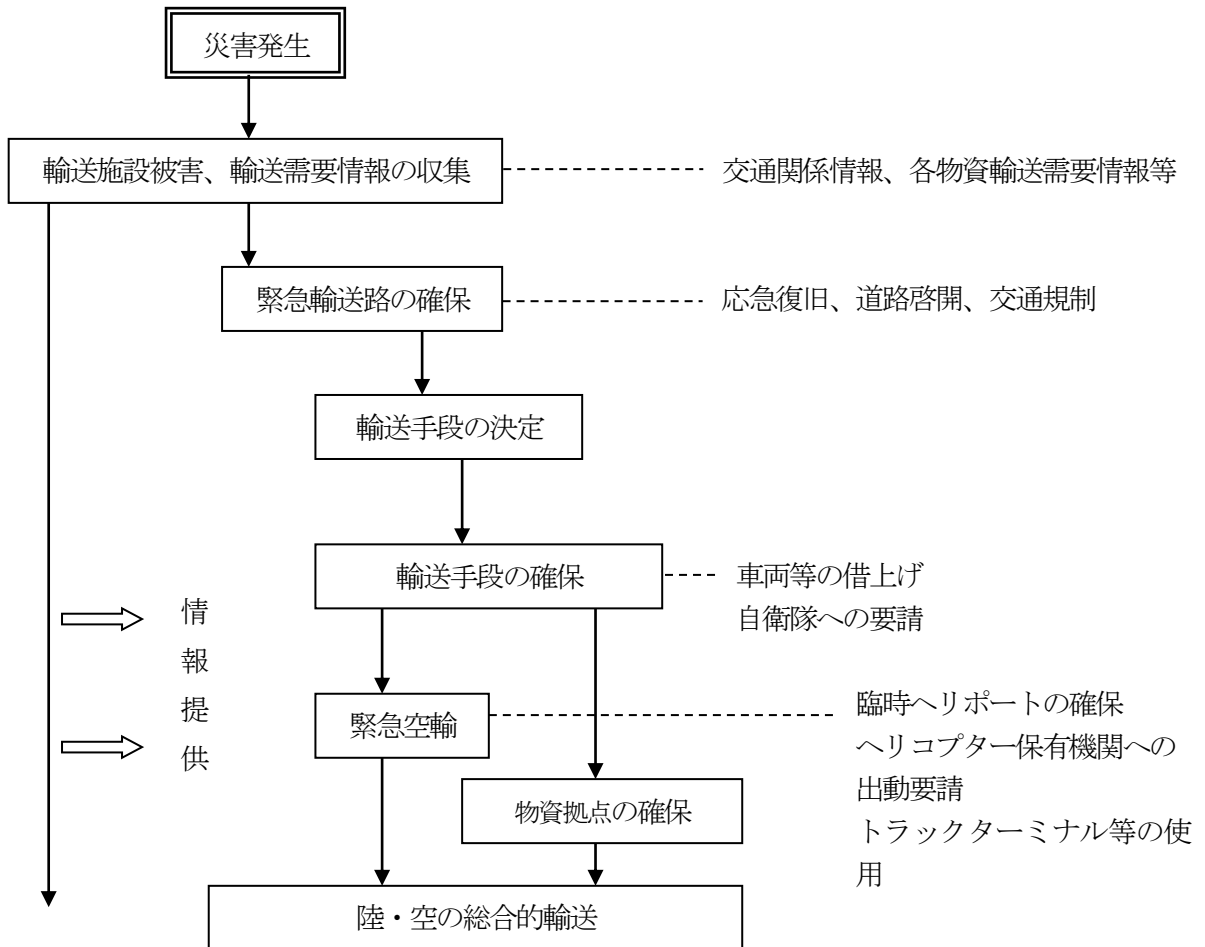 災害発生
輸送施設被害、輸送需要情報の収集
交通関係情報、各物資輸送需要情報等
緊急輸送路の確保
応急復旧、道路啓開、交通規制
輸送手段の決定
輸送手段の確保
車両等の借上げ
自衛隊への要請
情
報
提
供
緊急空輸
臨時ヘリポートの確保
ヘリコプター保有機関への
出動要請
トラックターミナル等の使
用
物資拠点の確保
陸・空の総合的輸送